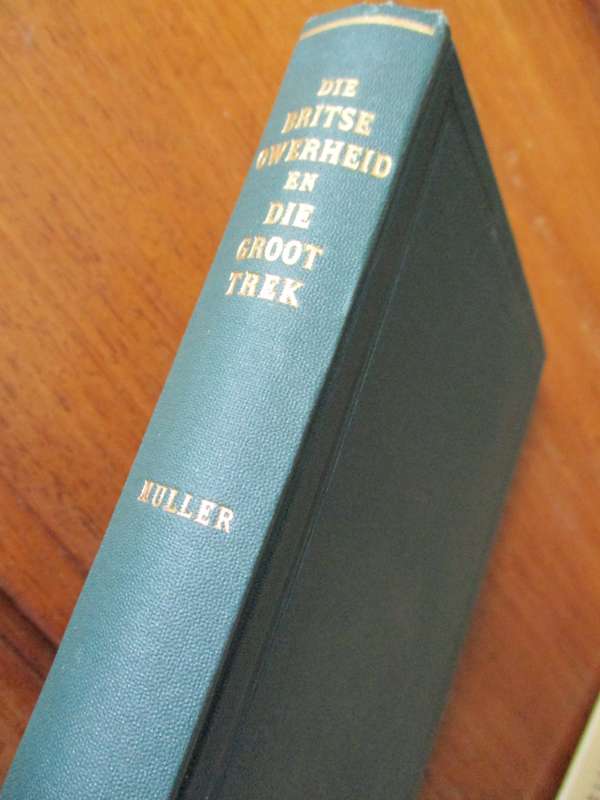 DIE
BRITSE
OWERHEID
EN
DIE
GROOT
TREK
MULLER